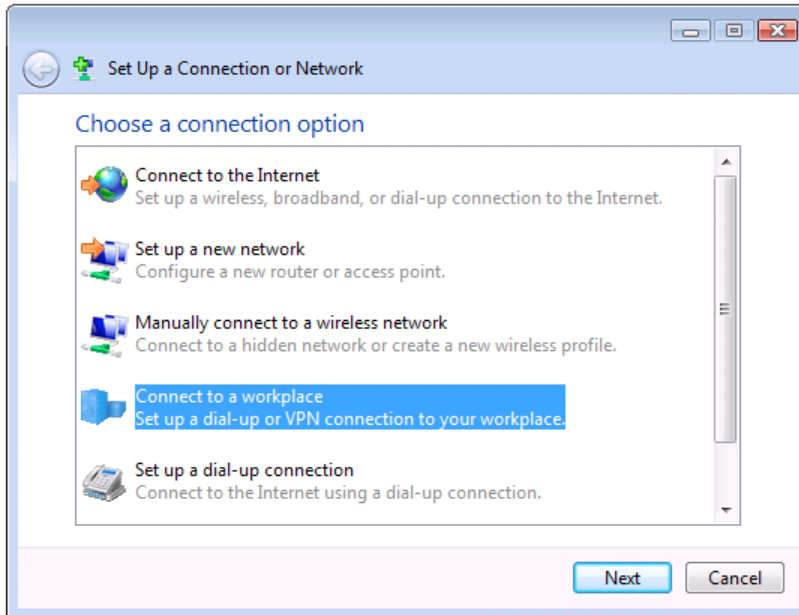 Set Up a Connection or Network
Choose a connection option
Connect to the Internet
Set up a wireless, broadband, or dial-up connection to the Internet.
Set up a new network
Configure a new router or access point.
Manually connect to a wireless network
Connect to a hidden network or create a new wireless profile.
Connect to a workplace
Set up a dial-up or VPN connection to your workplace.
Set up a dial-up connection
Connect to the Internet using a dial-up connection.
Next
Cancel